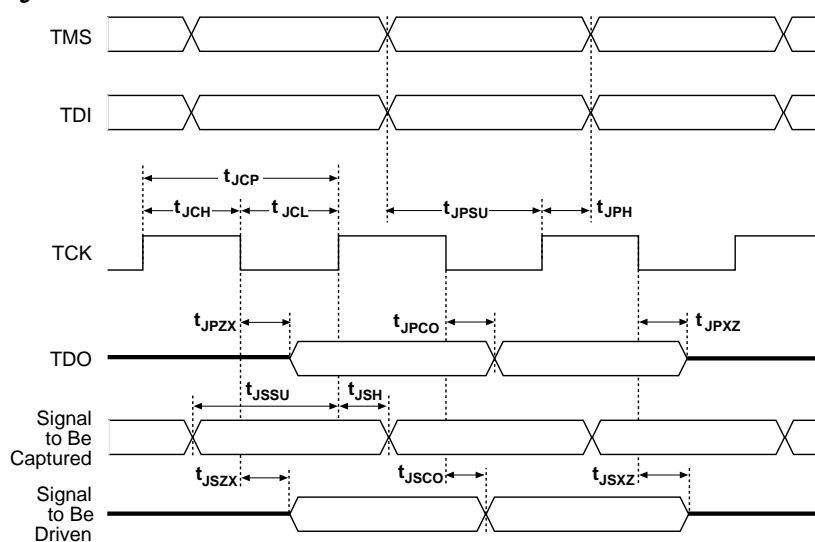 TMS
TDI
tJCP
tJCH
tJCL
tJPSU
tJPH
TCK
tJPZX
tJPCO
tJPXZ
TDO
tJSSU
tJSH
Signal
to Be
Captured
tJSZX
tJSCO
tJSXZ
Signal
to Be
Driven